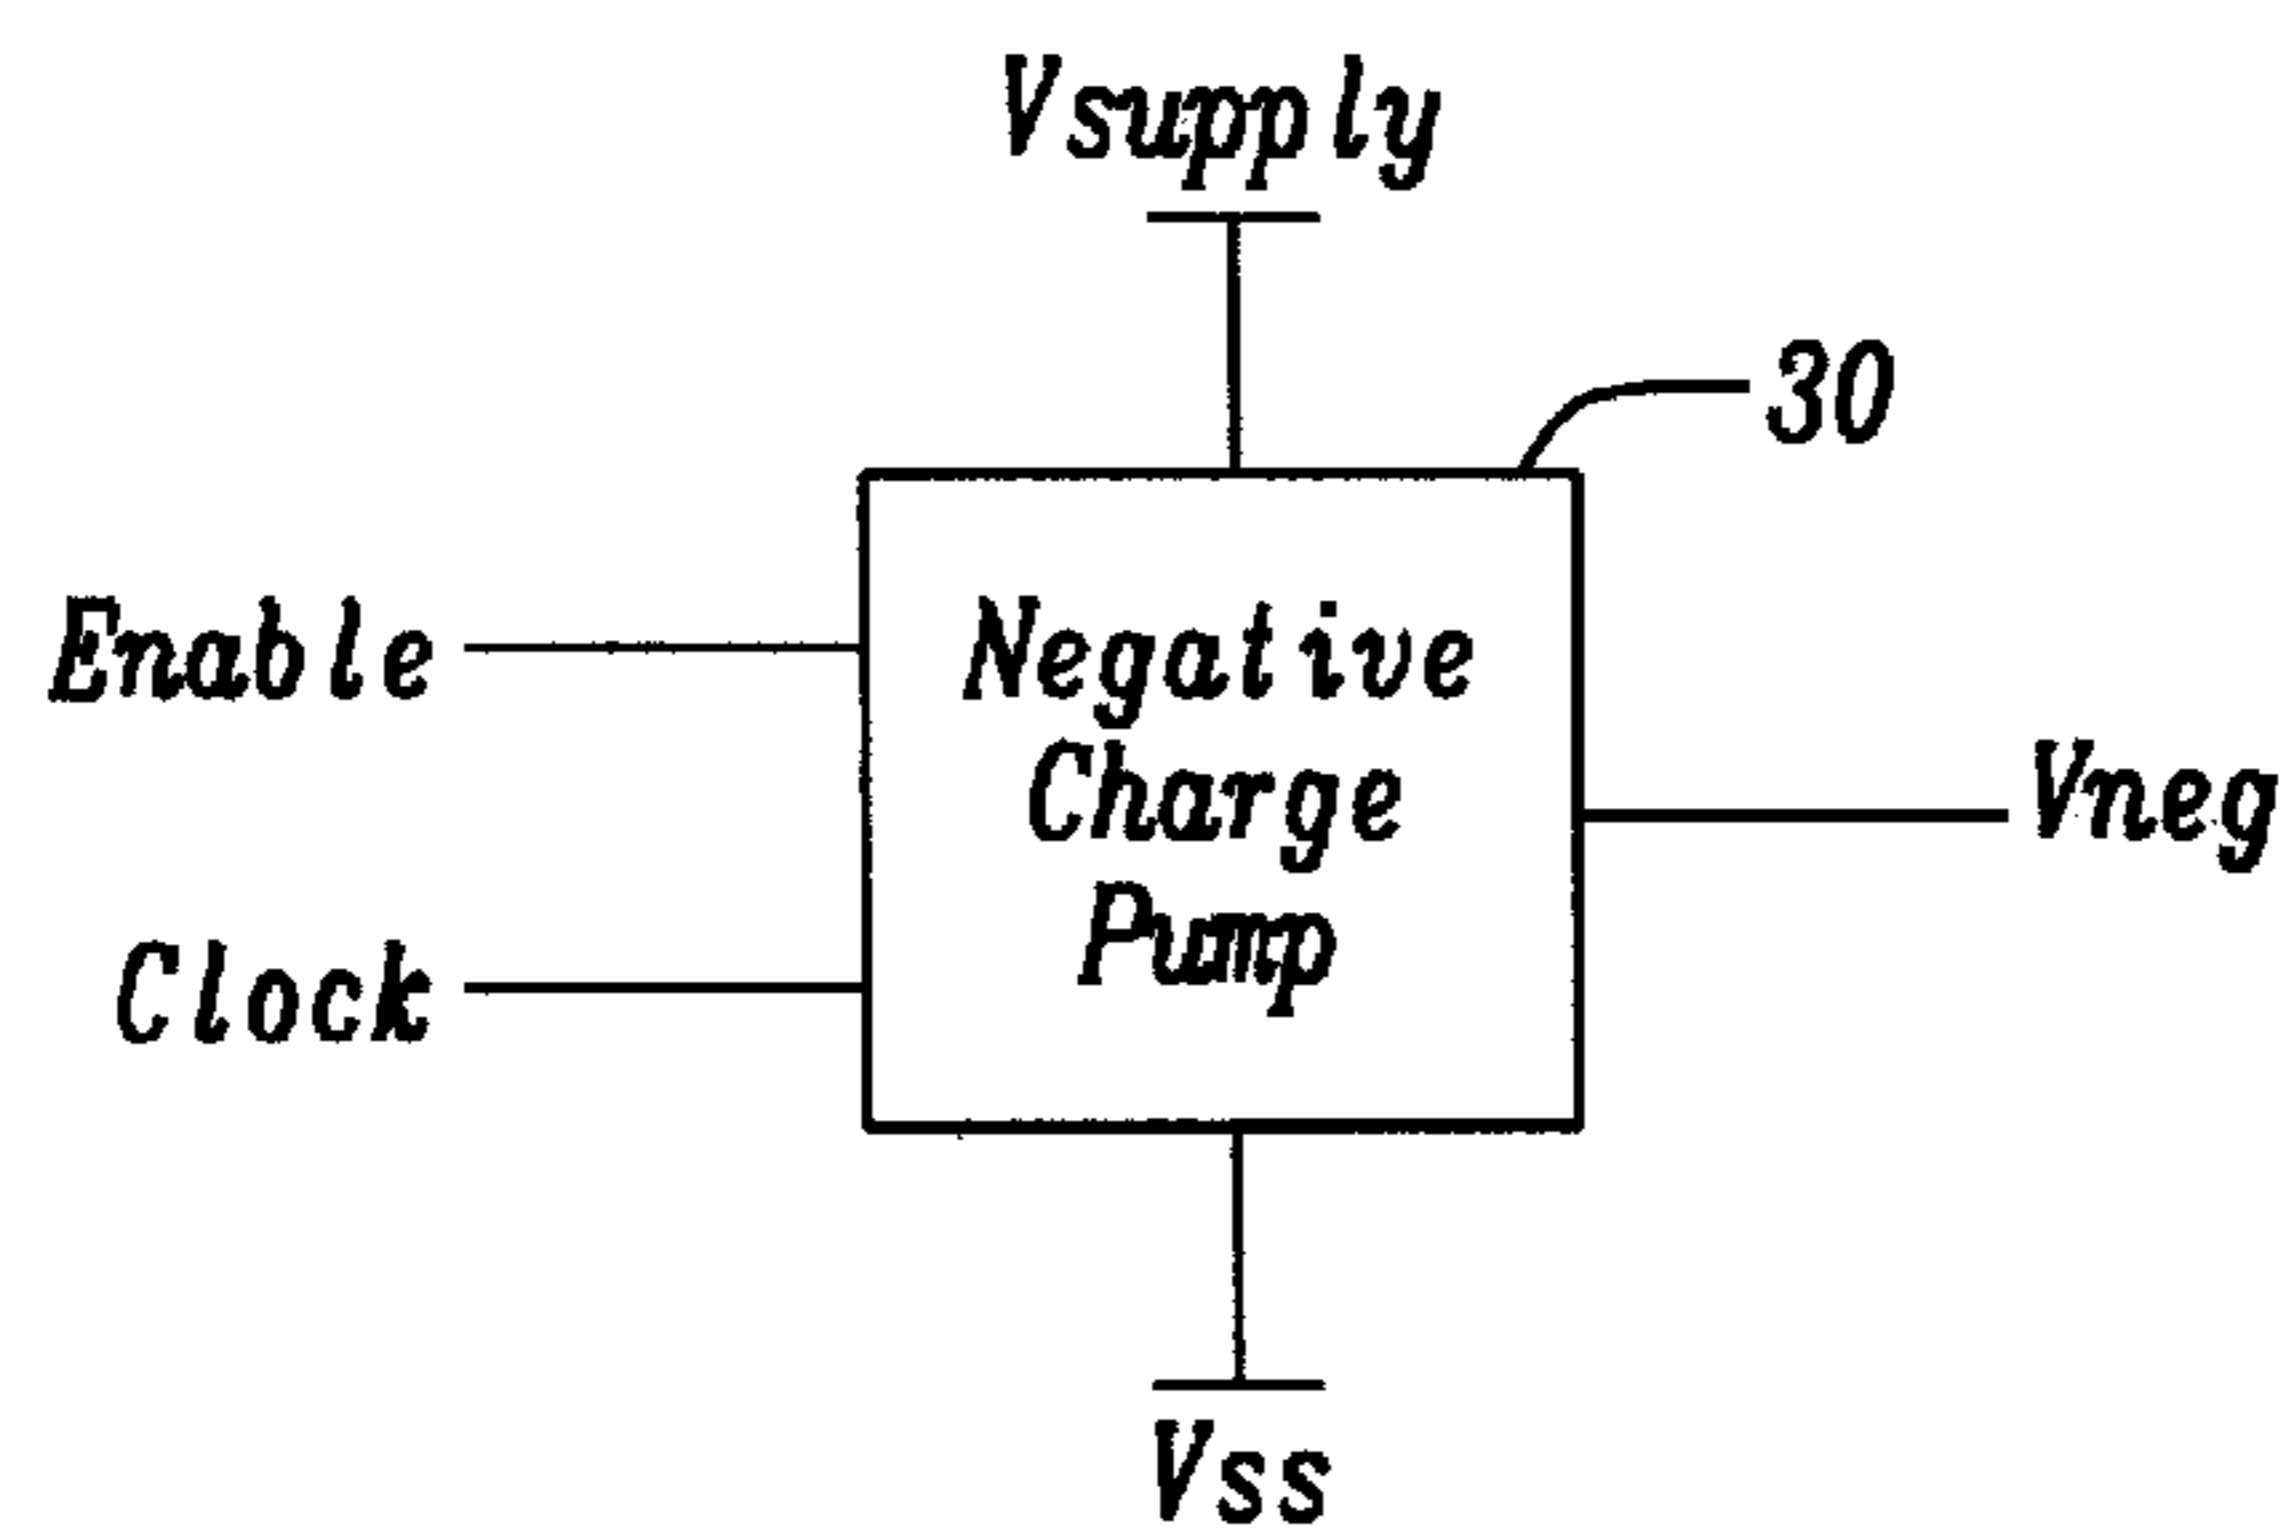 Vsupply
30
Enable
Negative
Charge
Pump
Vneg
Clock
Vss